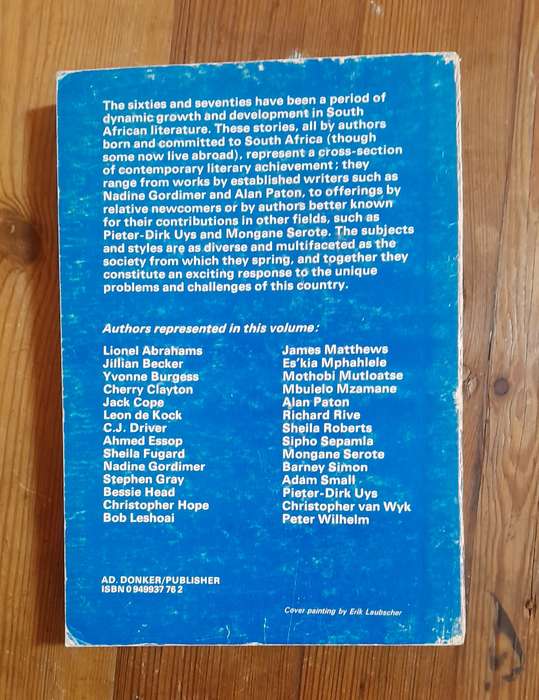 The sixties and seventies have been a period of
dynamic growth and development in South
African literature. These stories, all by authors
born and committed to South Africa (though
some now live abroad), represent a cross-section
of contemporary literary achievement; they
range from works by established writers such as
Nadine Gordimer and Alan Paton, to offerings by
relative newcomers or by authors better known
for their contributions in other fields, such as
Pieter-Dirk Uys and Mongane Serote. The subjects
and styles are as diverse and multifaceted as the
society from which they spring, and together they
constitute an exciting response to the unique
problems and challenges of this country.
Authors represented in this volume:
Lionel Abrahams
Jillian Becker
Yvonne Burgess
Cherry Clayton
Jack Cope
Leon de Kock
C.J. Driver
Ahmed Essop
Sheila Fugard
Nadine Gordimer
Stephen Gray
Bessie Head
Christopher Hope
Bob Leshoai
James Matthews
Es'kia Mphahlele
Mothobi Mutloatse
Mbulelo Mzamane
Alan Paton
Richard Rive
Sheila Roberts
Sipho Sepamla
Mongane Serote
Barney Simon
Adam Small
Pieter-Dirk Uys
Christopher van Wyk
Peter Wilhelm
AD. DONKER/PUBLISHER
ISBN 0 949937 76 2
Cover painting by Erik Laubscher